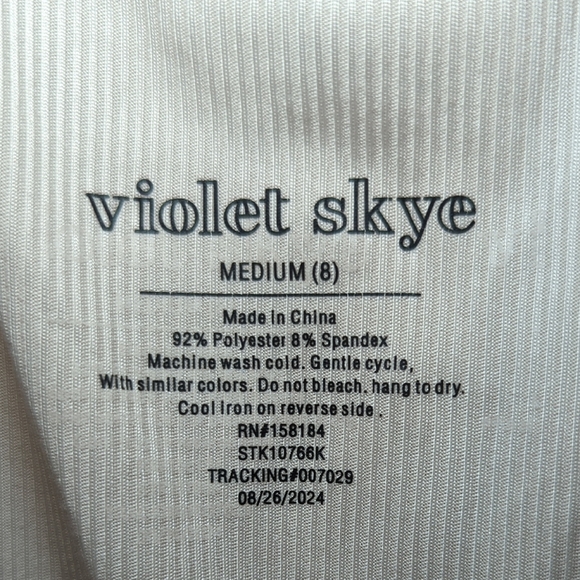 violet skye
MEDIUM (8)
Made in China
92% Polyester 8% Spandex
Machine wash cold. Gentle cycle,
With similar colors. Do not bleach. hang to dry.
Cool Iron on reverse side .
RN#158184
STK10766K
TRACKING#007029
08/26/2024